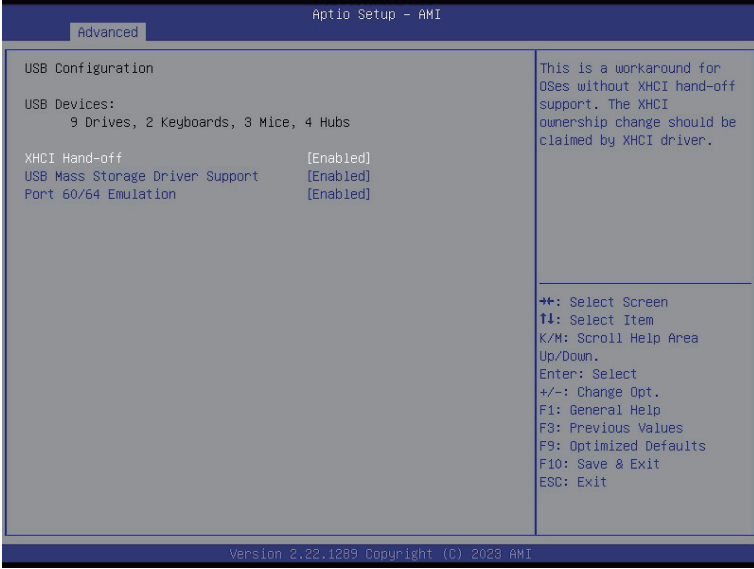 Aptio Setup – AMI
Advanced
USB Configuration
USB Devices:
9 Drives, 2 Keyboards, 3 Mice, 4 Hubs
XHCI Hand-off [Enabled]
USB Mass Storage Driver Support [Enabled]
Port 60/64 Emulation [Enabled]
This is a workaround for
OSes without XHCI hand-off
support. The XHCI
ownership change should be
claimed by XHCI driver.
→←: Select Screen
↑↓: Select Item
K/M: Scroll Help Area
Up/Down.
Enter: Select
+/-: Change Opt.
F1: General Help
F3: Previous Values
F9: Optimized Defaults
F10: Save & Exit
ESC: Exit
Version 2.22.1289 Copyright (C) 2023 AMI